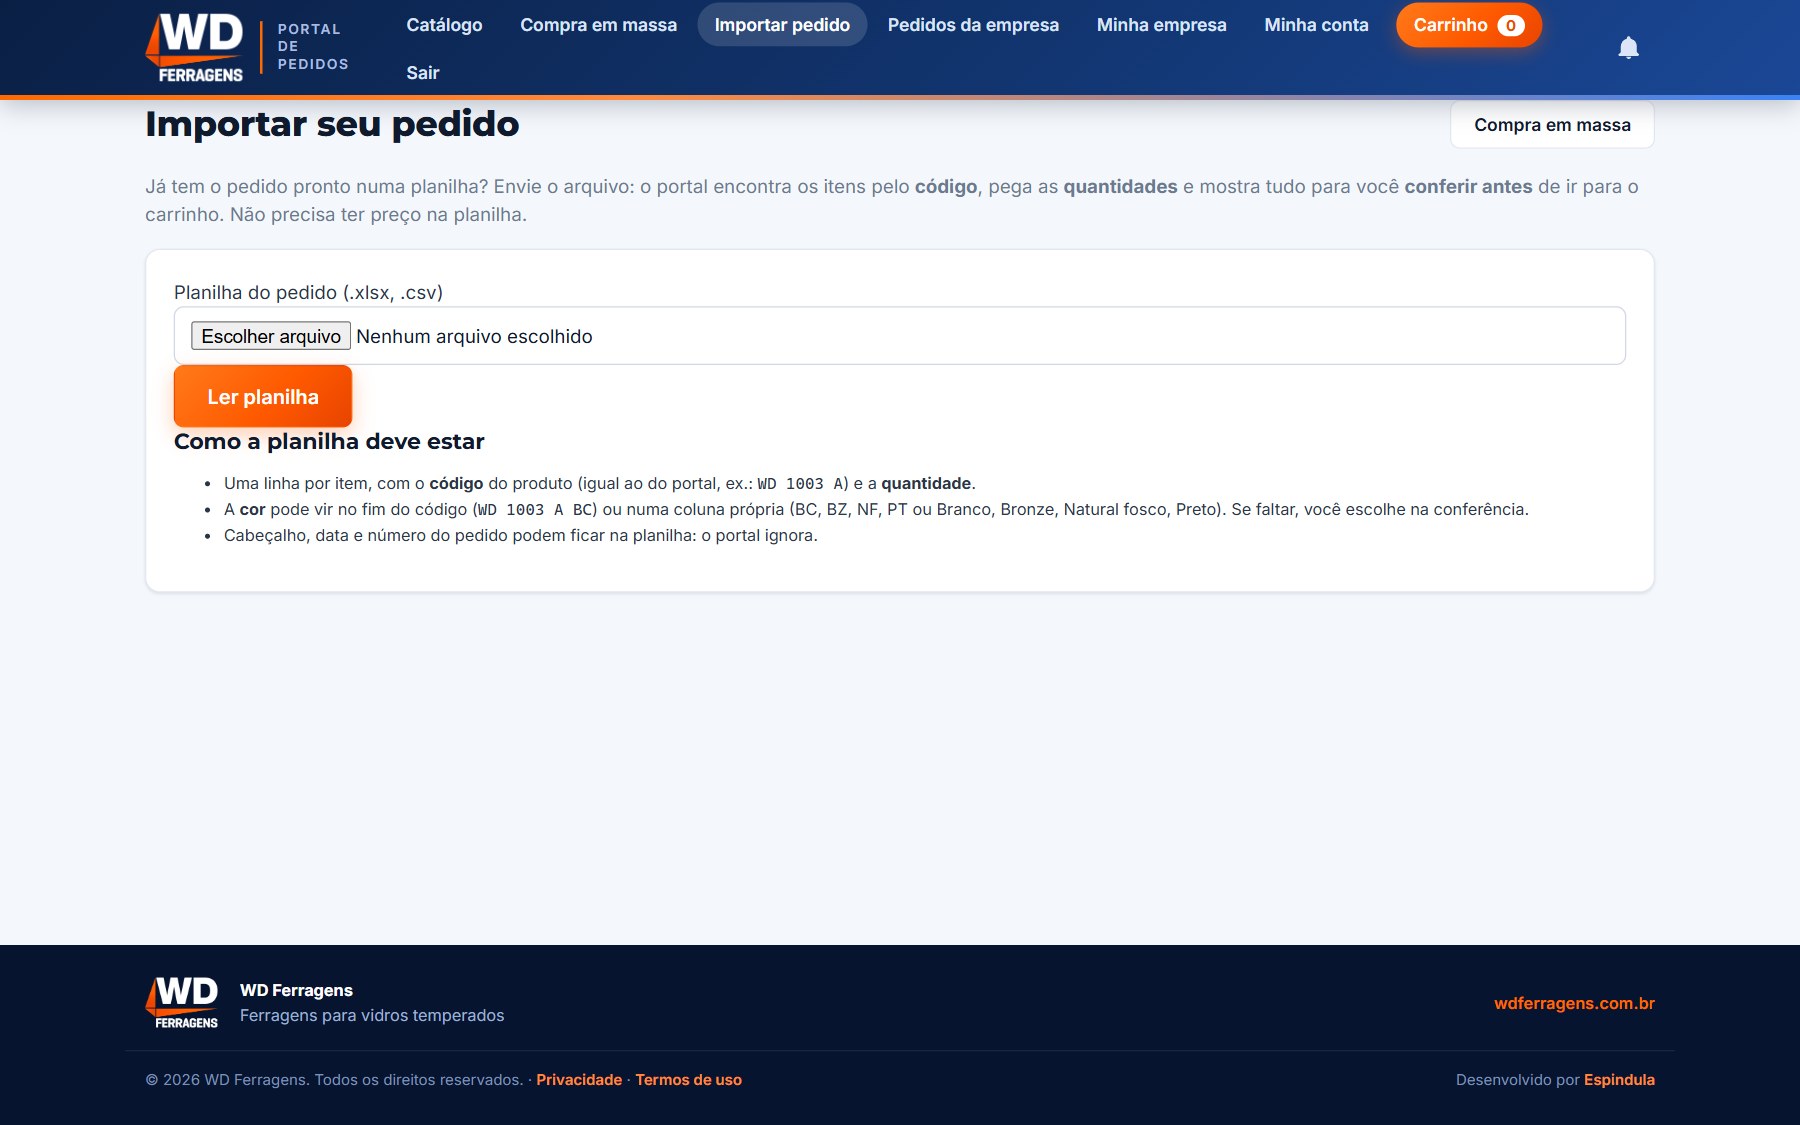 WD
FERRAGENS
PORTAL
DE
PEDIDOS
Catálogo
Compra em massa
Importar pedido
Pedidos da empresa
Minha empresa
Minha conta
Carrinho 0
Sair
Importar seu pedido
Compra em massa
Já tem o pedido pronto numa planilha? Envie o arquivo: o portal encontra os itens pelo código, pega as quantidades e mostra tudo para você conferir antes de ir para o
carrinho. Não precisa ter preço na planilha.
Planilha do pedido (.xlsx, .csv)
Escolher arquivo Nenhum arquivo escolhido
Ler planilha
Como a planilha deve estar
• Uma linha por item, com o código do produto (igual ao do portal, ex.: WD 1003 A) e a quantidade.
• A cor pode vir no fim do código (WD 1003 A BC) ou numa coluna própria (BC, BZ, NF, PT ou Branco, Bronze, Natural fosco, Preto). Se faltar, você escolhe na conferência.
• Cabeçalho, data e número do pedido podem ficar na planilha: o portal ignora.
WD
FERRAGENS
WD Ferragens
Ferragens para vidros temperados
wdferragens.com.br
© 2026 WD Ferragens. Todos os direitos reservados. · Privacidade · Termos de uso
Desenvolvido por Espindula